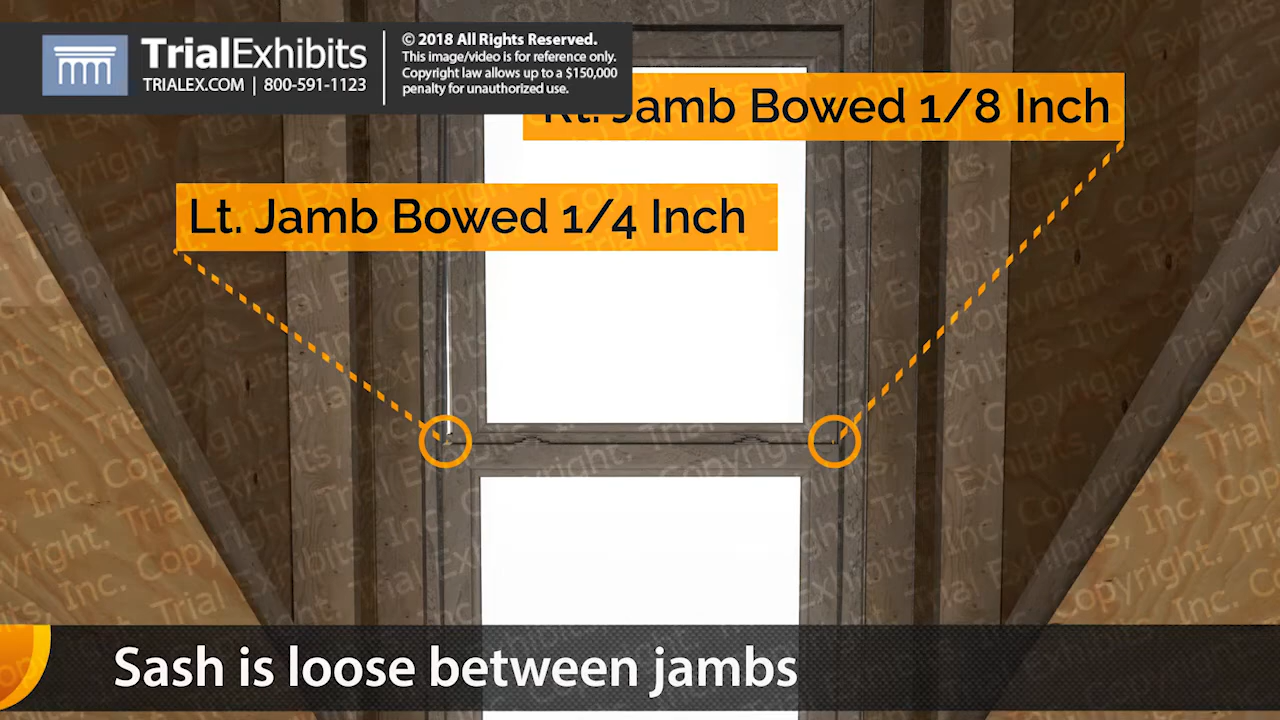 TrialExhibits
TRIALEX.COM | 800-591-1123
© 2018 All Rights Reserved.
This image/video is for reference only.
Copyright law allows up to a $150,000
penalty for unauthorized use.
Rt. Jamb Bowed 1/8 Inch
Lt. Jamb Bowed 1/4 Inch
Sash is loose between jambs